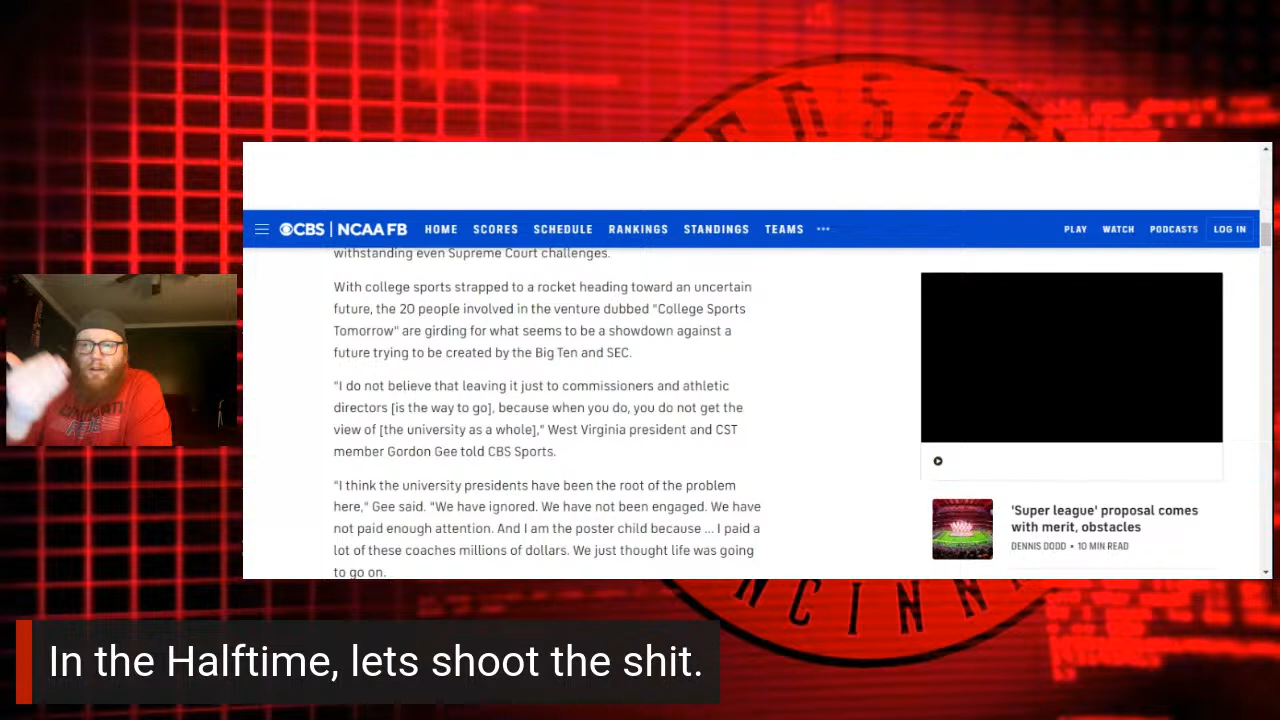 ED54
CBS | NCAA FB HOME SCORES SCHEDULE RANKINGS STANDINGS TEAMS ••• PLAY WATCH PODCASTS LOG IN
withstanding even Supreme Court challenges.
With college sports strapped to a rocket heading toward an uncertain
future, the 20 people involved in the venture dubbed "College Sports
Tomorrow" are girding for what seems to be a showdown against a
future trying to be created by the Big Ten and SEC.
"I do not believe that leaving it just to commissioners and athletic
directors [is the way to go], because when you do, you do not get the
view of [the university as a whole]," West Virginia president and CST
member Gordon Gee told CBS Sports.
"I think the university presidents have been the root of the problem
here," Gee said. "We have ignored. We have not been engaged. We have
not paid enough attention. And I am the poster child because ... I paid a
lot of these coaches millions of dollars. We just thought life was going
to go on.
'Super league' proposal comes
with merit, obstacles
DENNIS DODD • 10 MIN READ
NCINN
In the Halftime, lets shoot the shit.